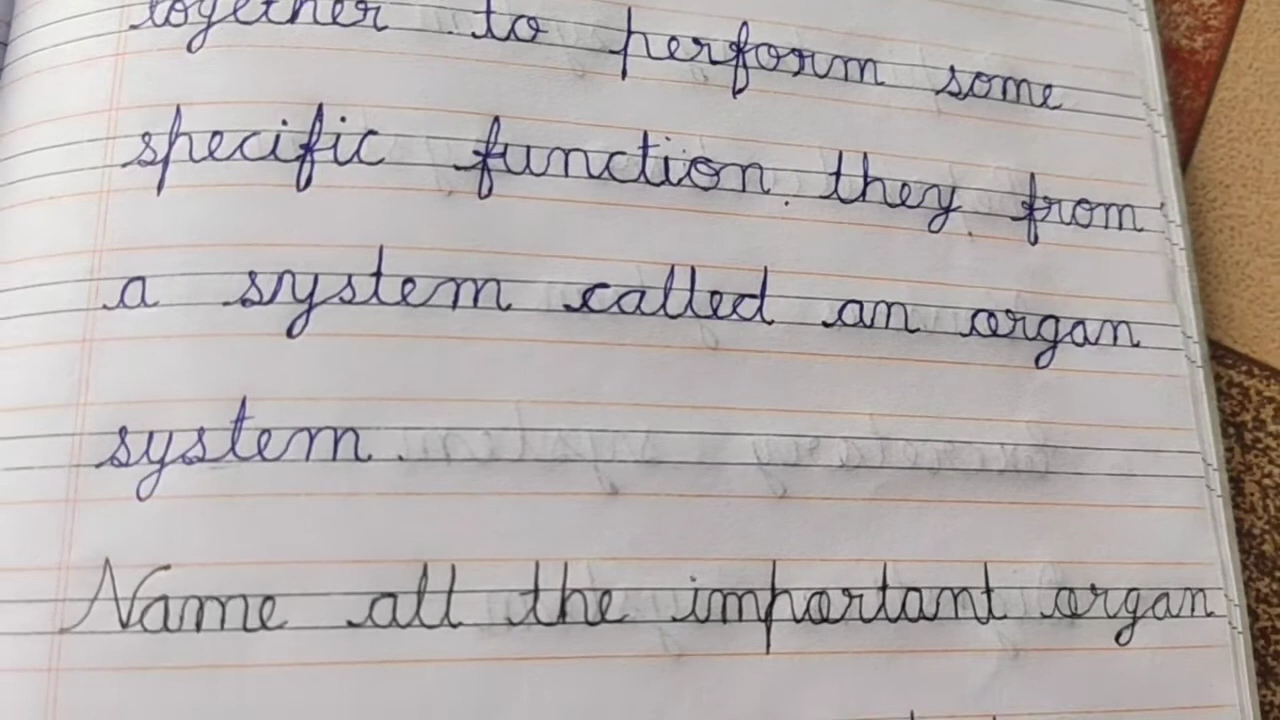 together to perform some
specific function. they from
a system called an organ
system.
Name all the important organ